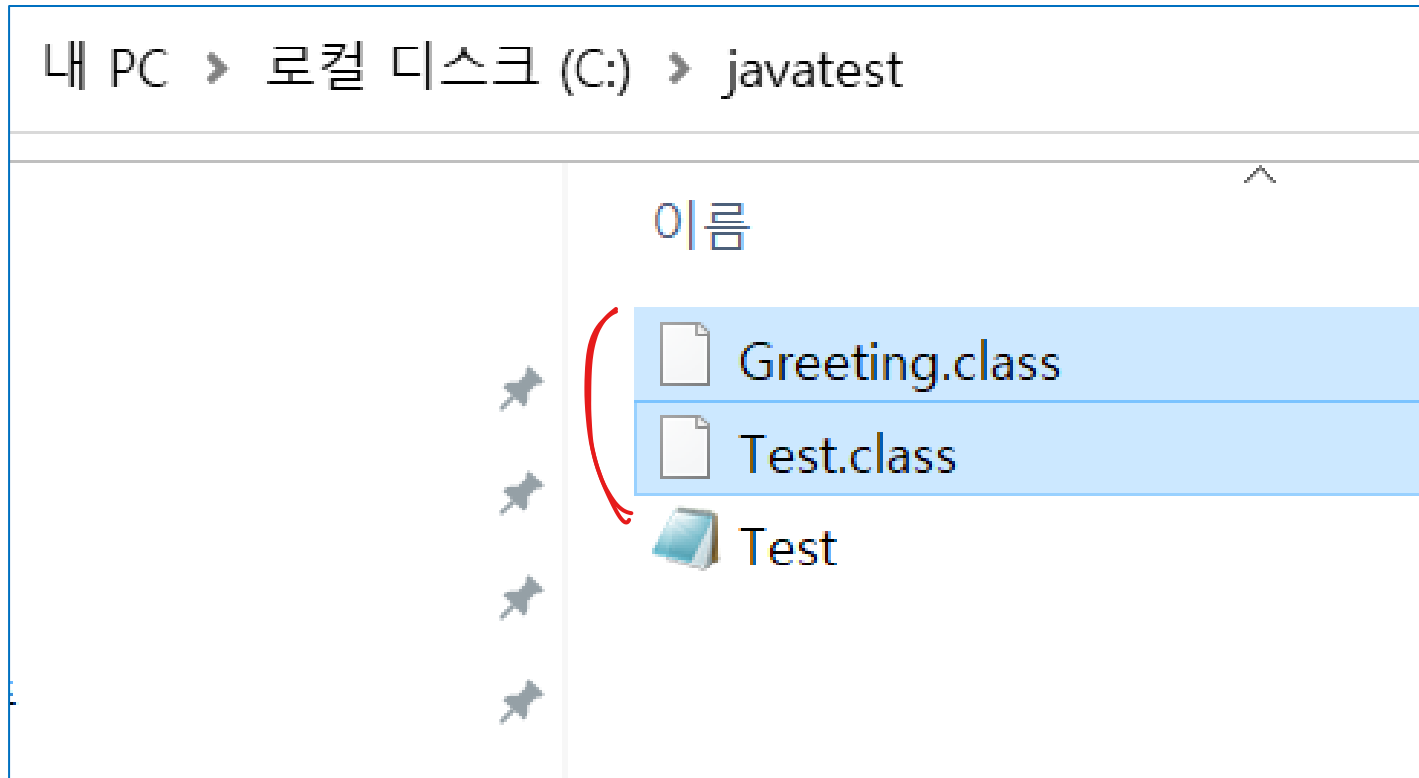 내 PC > 로컬 디스크 (C:) > javatest
이름
Greeting.class
Test.class
Test